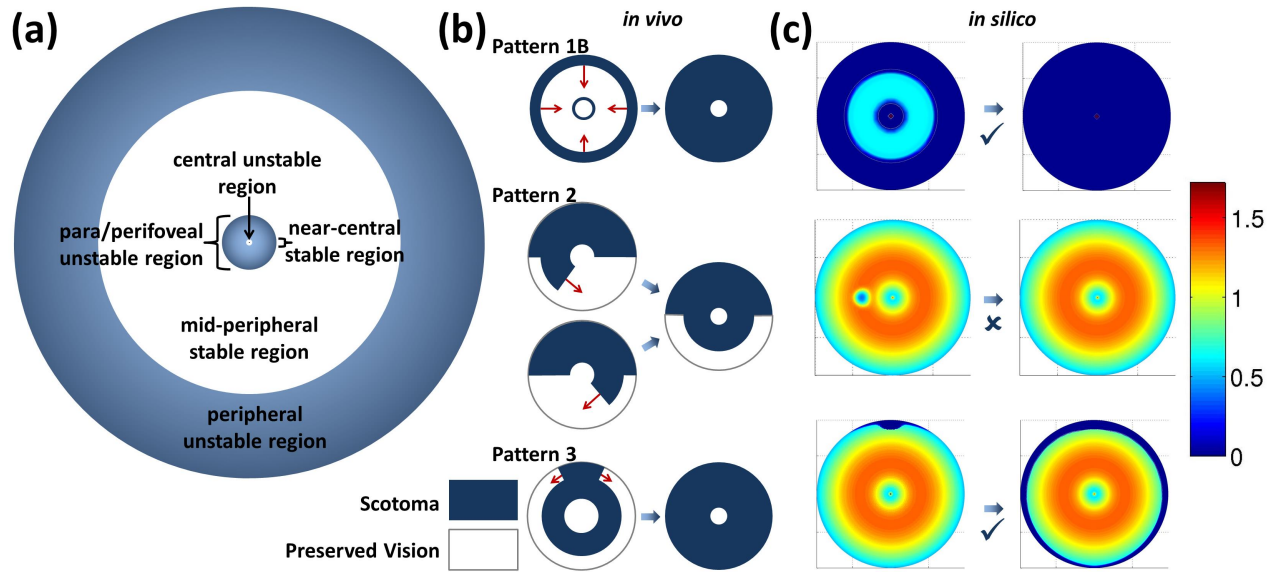 (a)
central unstable
region
para/perifoveal
unstable region
near-central
stable region
mid-peripheral
stable region
peripheral
unstable region
(b)
in vivo
Pattern 1B
Pattern 2
Pattern 3
Scotoma
Preserved Vision
(c)
in silico
1.5
1
0.5
0